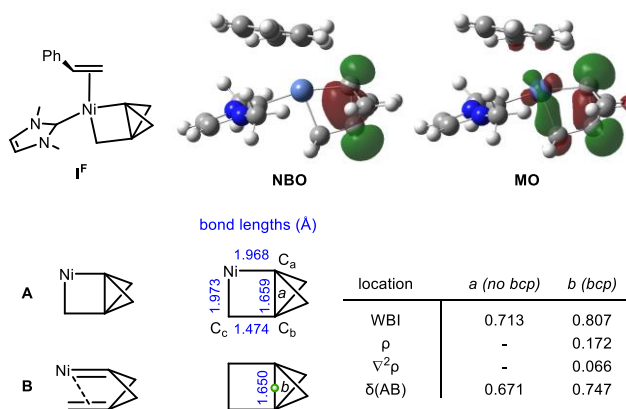 Ph
Ni
N
N
I^F
NBO
MO
bond lengths (Å)
1.968
A
Ni
Ni
C_a
1.973
1.659
a
C_c
1.474
C_b
B
Ni
1.650
b
location a (no bcp) b (bcp)
WBI 0.713 0.807
ρ - 0.172
∇²ρ - 0.066
δ(AB) 0.671 0.747